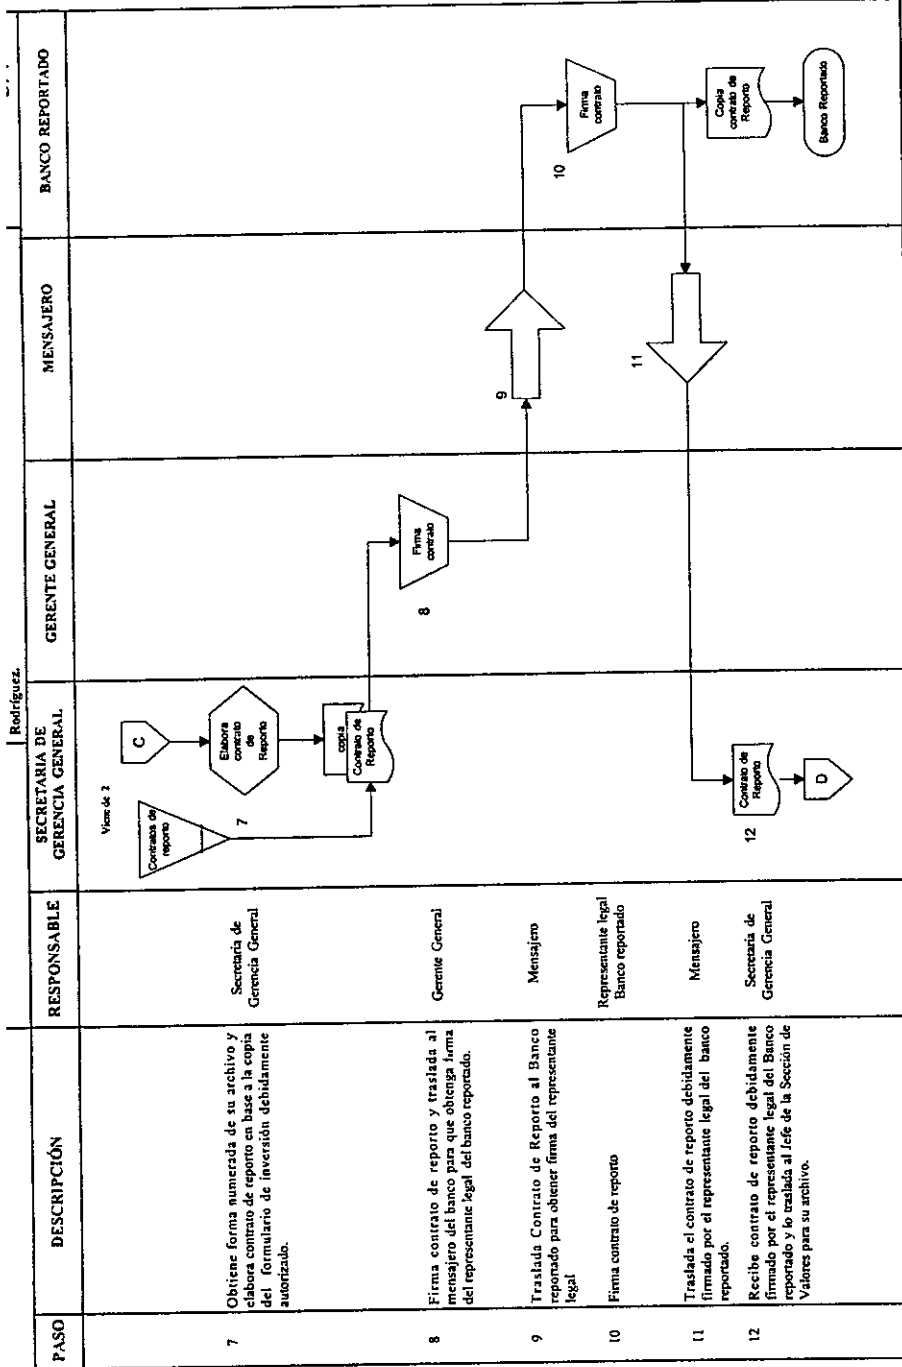 Rodríguez.
PASO
DESCRIPCIÓN
RESPONSABLE
SECRETARIA DE
GERENCIA GENERAL
GERENTE GENERAL
MENSAJERO
BANCO REPORTADO
7
Obtiene forma numerada de su archivo y
elabora contrato de reporto en base a la copia
del formulario de inversión debidamente
autorizado.
Secretaria de
Gerencia General
8
Firma contrato de reporto y traslada al
mensajero del banco para que obtenga firma
del representante legal del banco reportado.
Gerente General
9
Traslada Contrato de Reporto al Banco
reportado para obtener firma del representante
legal
Mensajero
10
Firma contrato de reporto
Representante legal
Banco reportado
11
Traslada el contrato de reporto debidamente
firmado por el representante legal del banco
reportado.
Mensajero
12
Recibe contrato de reporto debidamente
firmado por el representante legal del Banco
reportado y lo traslada al Jefe de la Sección de
Valores para su archivo.
Secretaria de
Gerencia General
Viene de 2
Contratos de
reporto
C
7
Elabora
contrato
de
Reporto
copia
Contrato de
Reporto
8
Firma
contrato
9
10
Firma
contrato
11
Copia
contrato de
Reporto
Banco Reportado
12
Contrato de
Reporto
D